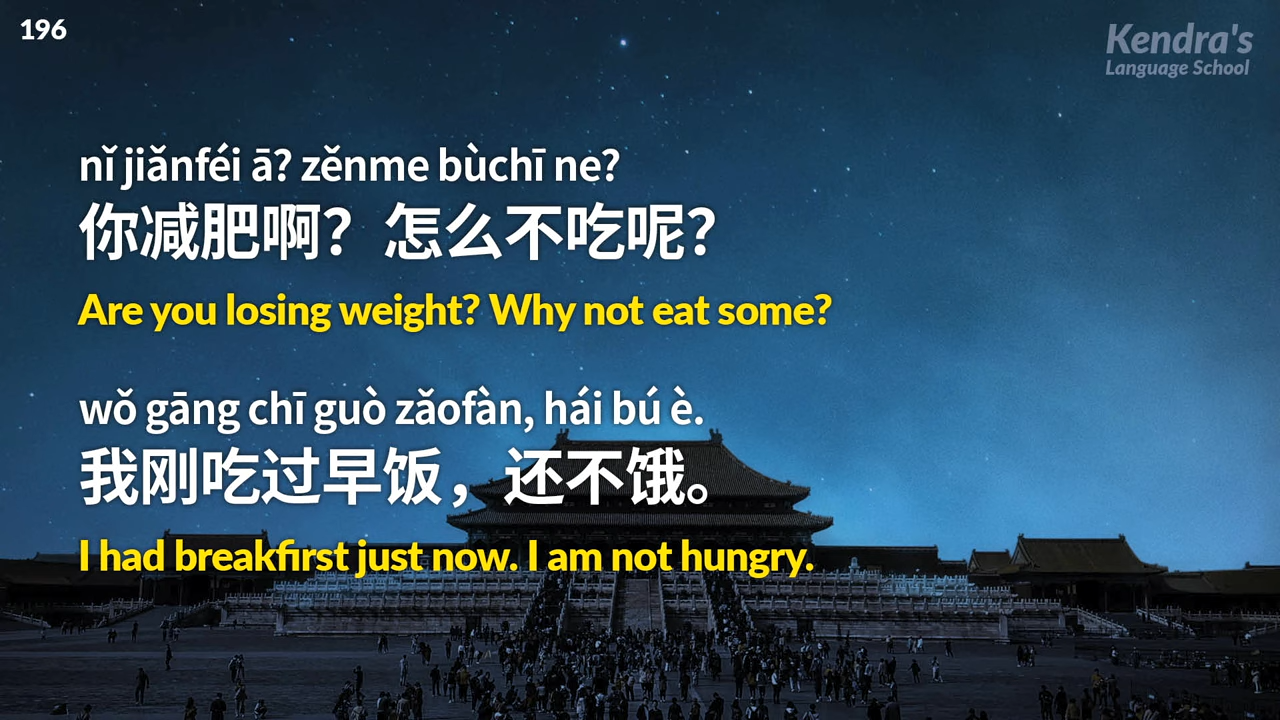 196
Kendra's
Language School
nǐ jiǎnféi ā? zěnme bùchī ne?
你减肥啊？怎么不吃呢？
Are you losing weight? Why not eat some?
wǒ gāng chī guò zǎofàn, hái bú è.
我刚吃过早饭，还不饿。
I had breakfirst just now. I am not hungry.